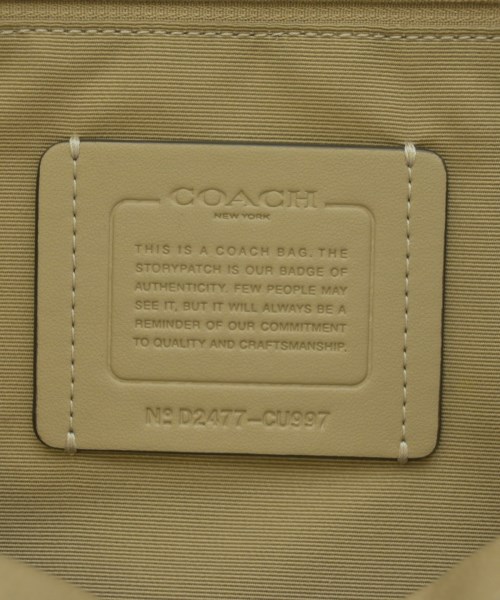 COACH
NEW YORK
THIS IS A COACH BAG. THE
STORYPATCH IS OUR BADGE OF
AUTHENTICITY. FEW PEOPLE MAY
SEE IT, BUT IT WILL ALWAYS BE A
REMINDER OF OUR COMMITMENT
TO QUALITY AND CRAFTSMANSHIP.
Nº D2477-CU997